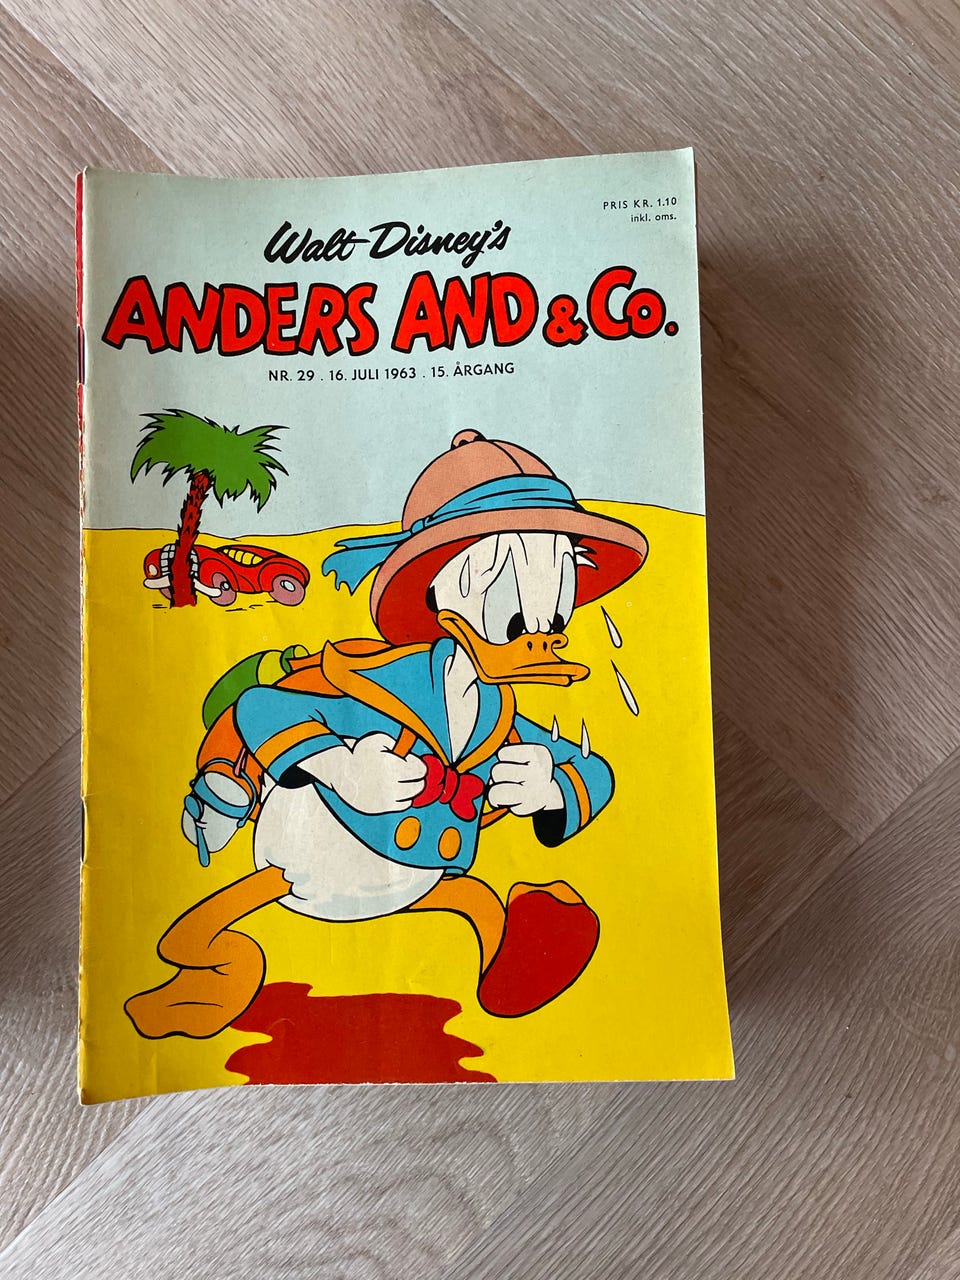 PRIS KR. 1.10
inkl. oms.
Walt Disney's
ANDERS AND & Co.
NR. 29 . 16. JULI 1963 . 15. ÅRGANG